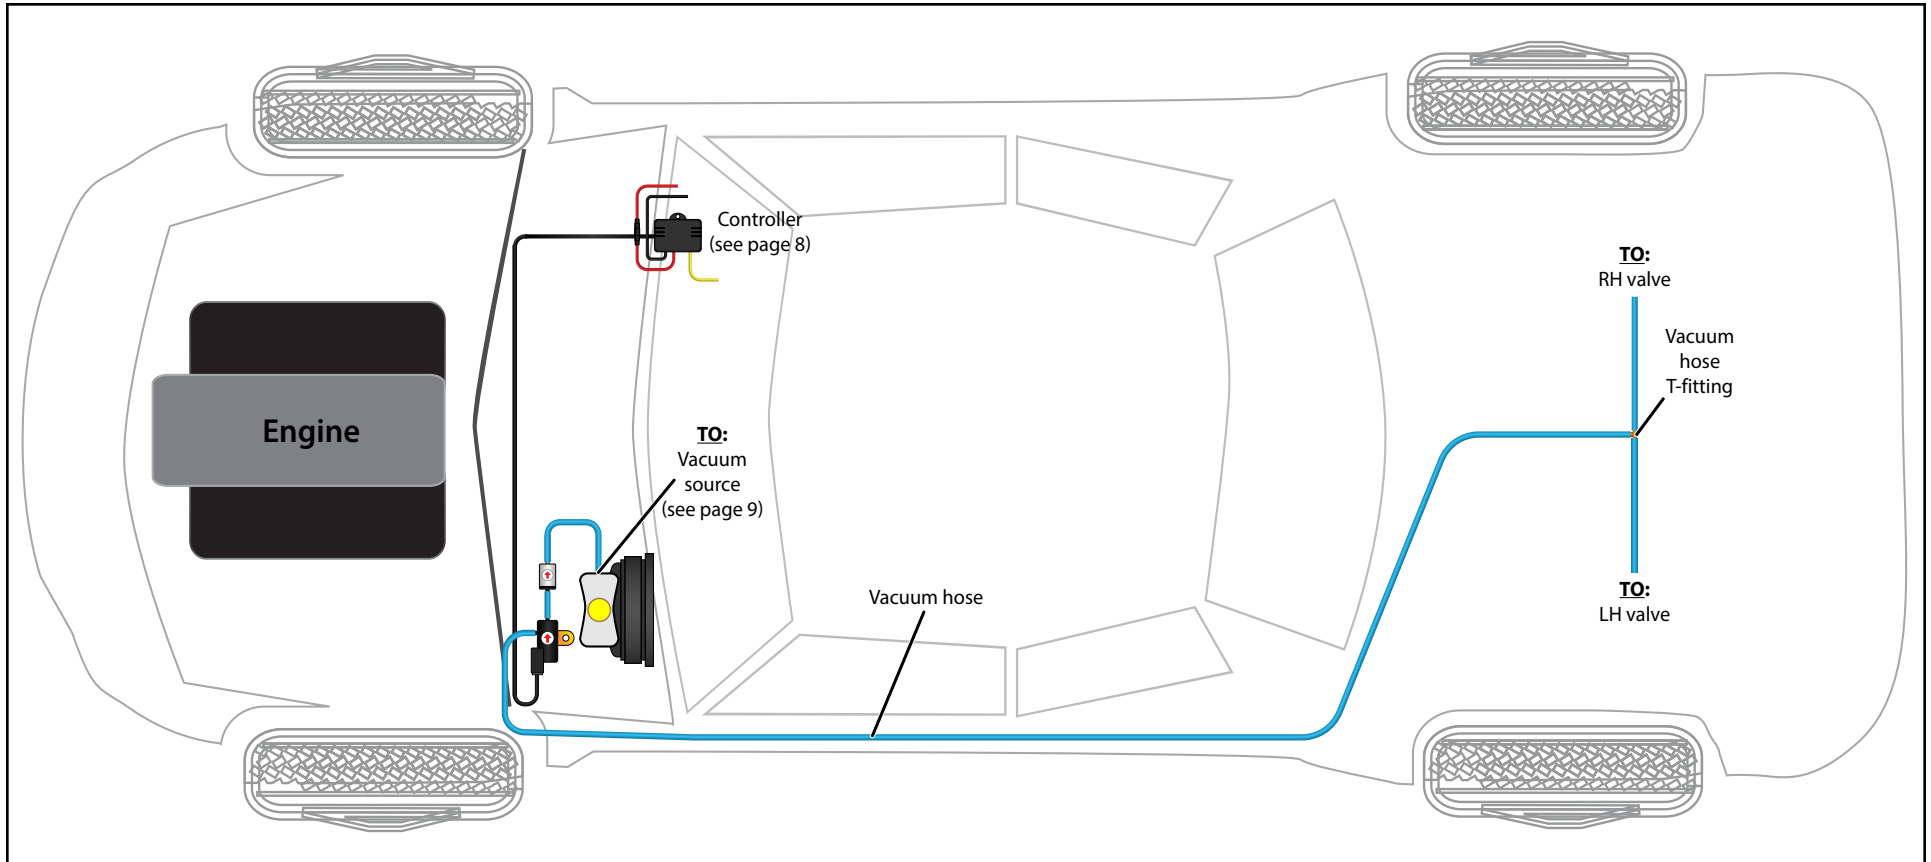 Controller
(see page 8)
TO:
RH valve
Vacuum
hose
T-fitting
Engine
TO:
Vacuum
source
(see page 9)
Vacuum hose
TO:
LH valve